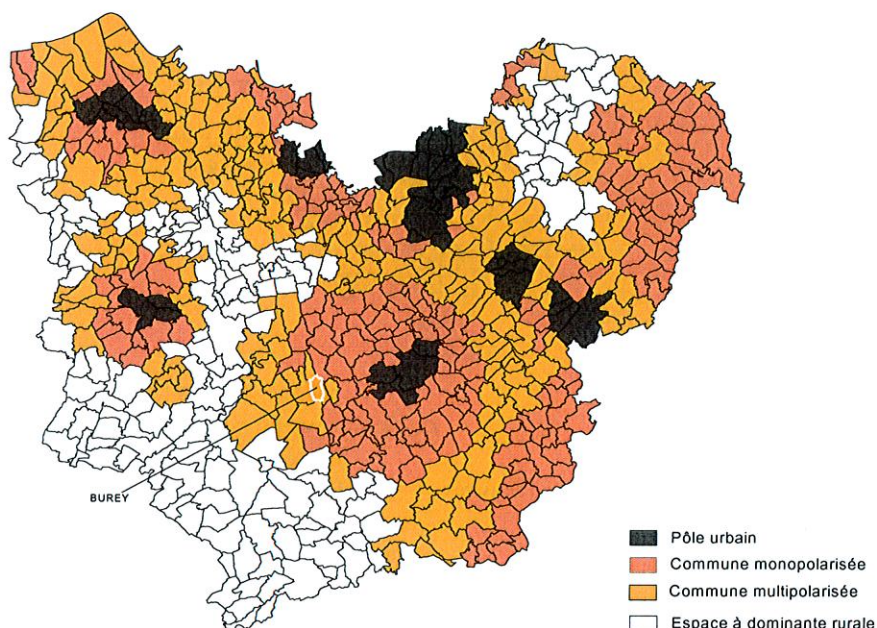 BUREY
Pôle urbain
Commune monopolarisée
Commune multipolarisée
Espace à dominante rurale